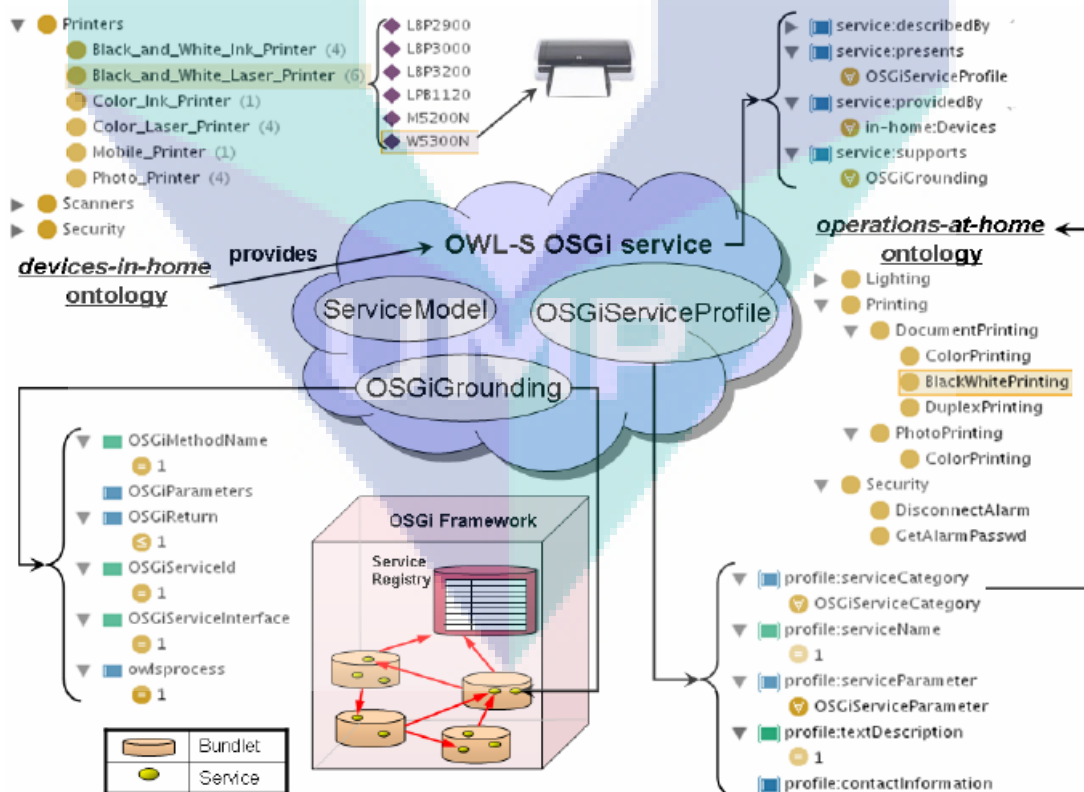 Printers
Black_and_White_Ink_Printer (4)
Black_and_White_Laser_Printer (6)
Color_Ink_Printer (1)
Color_Laser_Printer (4)
Mobile_Printer (1)
Photo_Printer (4)
Scanners
Security
devices-in-home
ontology
provides
LBP2900
LBP3000
LBP3200
LPB1120
M5200N
W5300N
service:describedBy
service:presents
OSGiServiceProfile
service:providedBy
in-home:Devices
service:supports
OSGiGrounding
OWL-S OSGi service
ServiceModel
OSGiServiceProfile
OSGiGrounding
UMP
operations-at-home
ontology
Lighting
Printing
DocumentPrinting
ColorPrinting
BlackWhitePrinting
DuplexPrinting
PhotoPrinting
ColorPrinting
Security
DisconnectAlarm
GetAlarmPasswd
OSGiMethodName
= 1
OSGiParameters
OSGiReturn
≤ 1
OSGiServiceId
= 1
OSGiServiceInterface
= 1
owlsprocess
= 1
OSGi Framework
Service
Registry
Bundlet
Service
profile:serviceCategory
OSGiServiceCategory
profile:serviceName
= 1
profile:serviceParameter
OSGiServiceParameter
profile:textDescription
= 1
profile:contactInformation